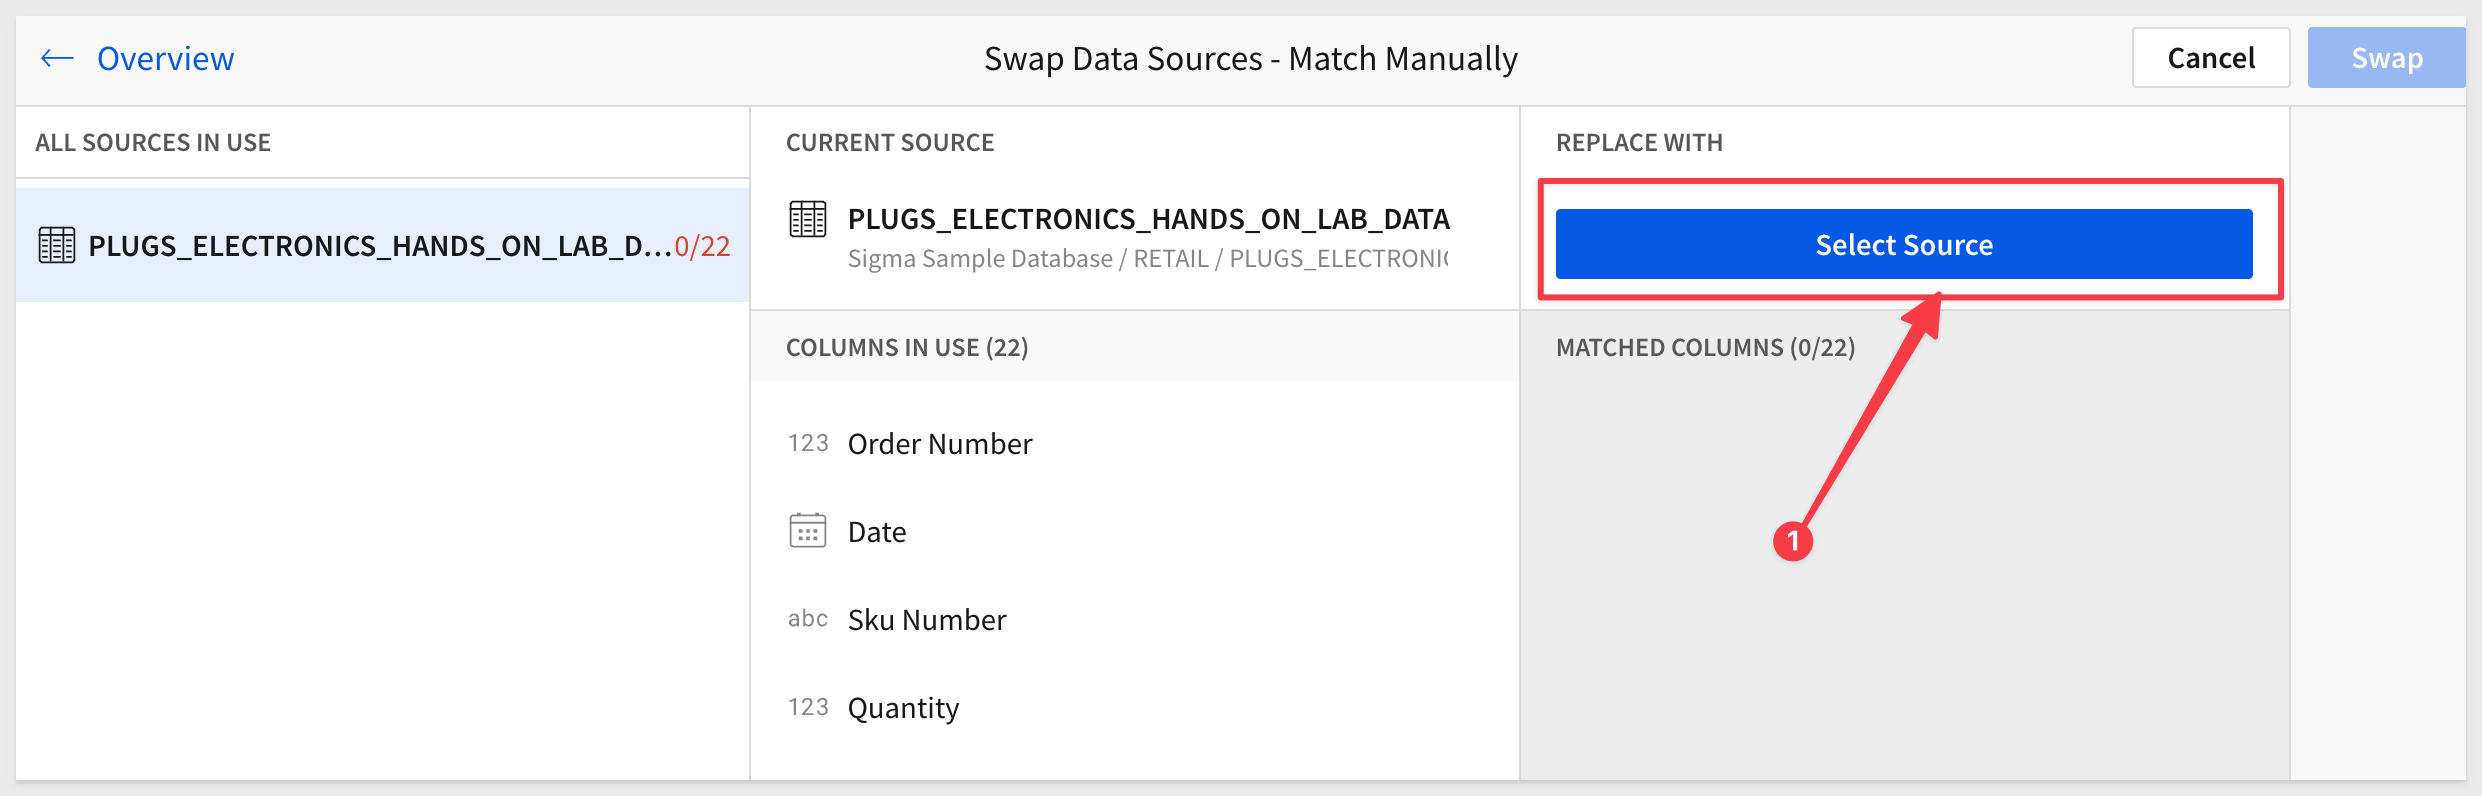 Overview
Swap Data Sources - Match Manually
Cancel
Swap
ALL SOURCES IN USE
PLUGS_ELECTRONICS_HANDS_ON_LAB_D... 0/22
CURRENT SOURCE
PLUGS_ELECTRONICS_HANDS_ON_LAB_DATA
Sigma Sample Database / RETAIL / PLUGS_ELECTRONI
COLUMNS IN USE (22)
123 Order Number
Date
abc Sku Number
123 Quantity
REPLACE WITH
Select Source
MATCHED COLUMNS (0/22)
1